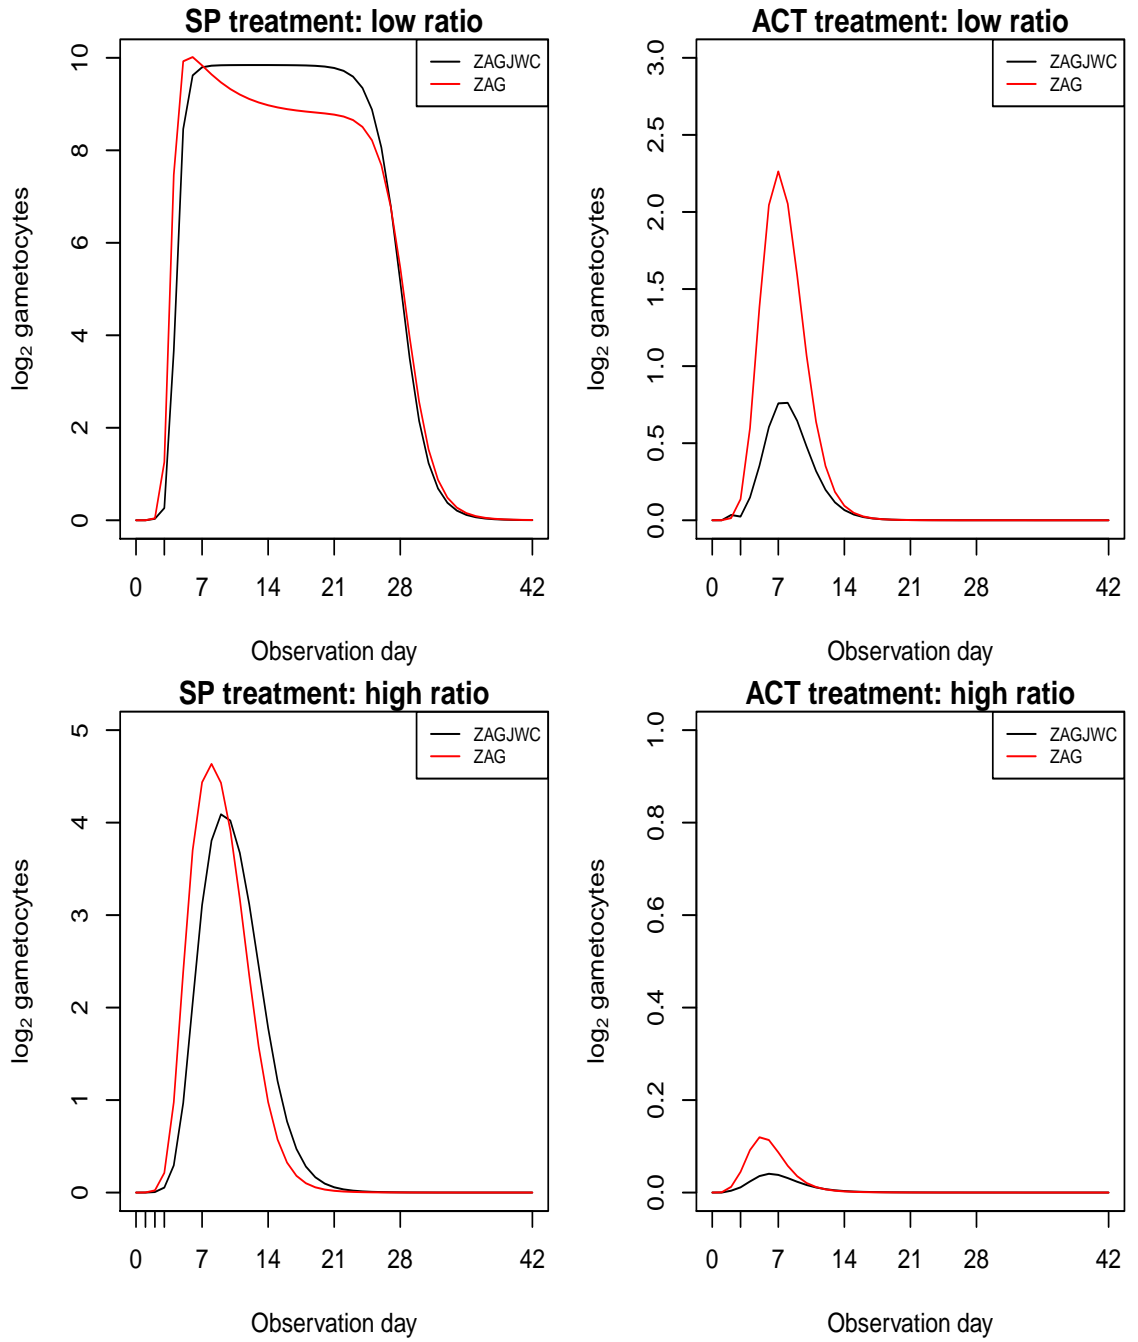 SP treatment: low ratio
log₂ gametocytes
0 2 4 6 8 10
ZAGJWC
ZAG
0 7 14 21 28 42
Observation day
ACT treatment: low ratio
log₂ gametocytes
0.0 0.5 1.0 1.5 2.0 2.5 3.0
ZAGJWC
ZAG
0 7 14 21 28 42
Observation day
SP treatment: high ratio
log₂ gametocytes
0 1 2 3 4 5
ZAGJWC
ZAG
0 7 14 21 28 42
Observation day
ACT treatment: high ratio
log₂ gametocytes
0.0 0.2 0.4 0.6 0.8 1.0
ZAGJWC
ZAG
0 7 14 21 28 42
Observation day